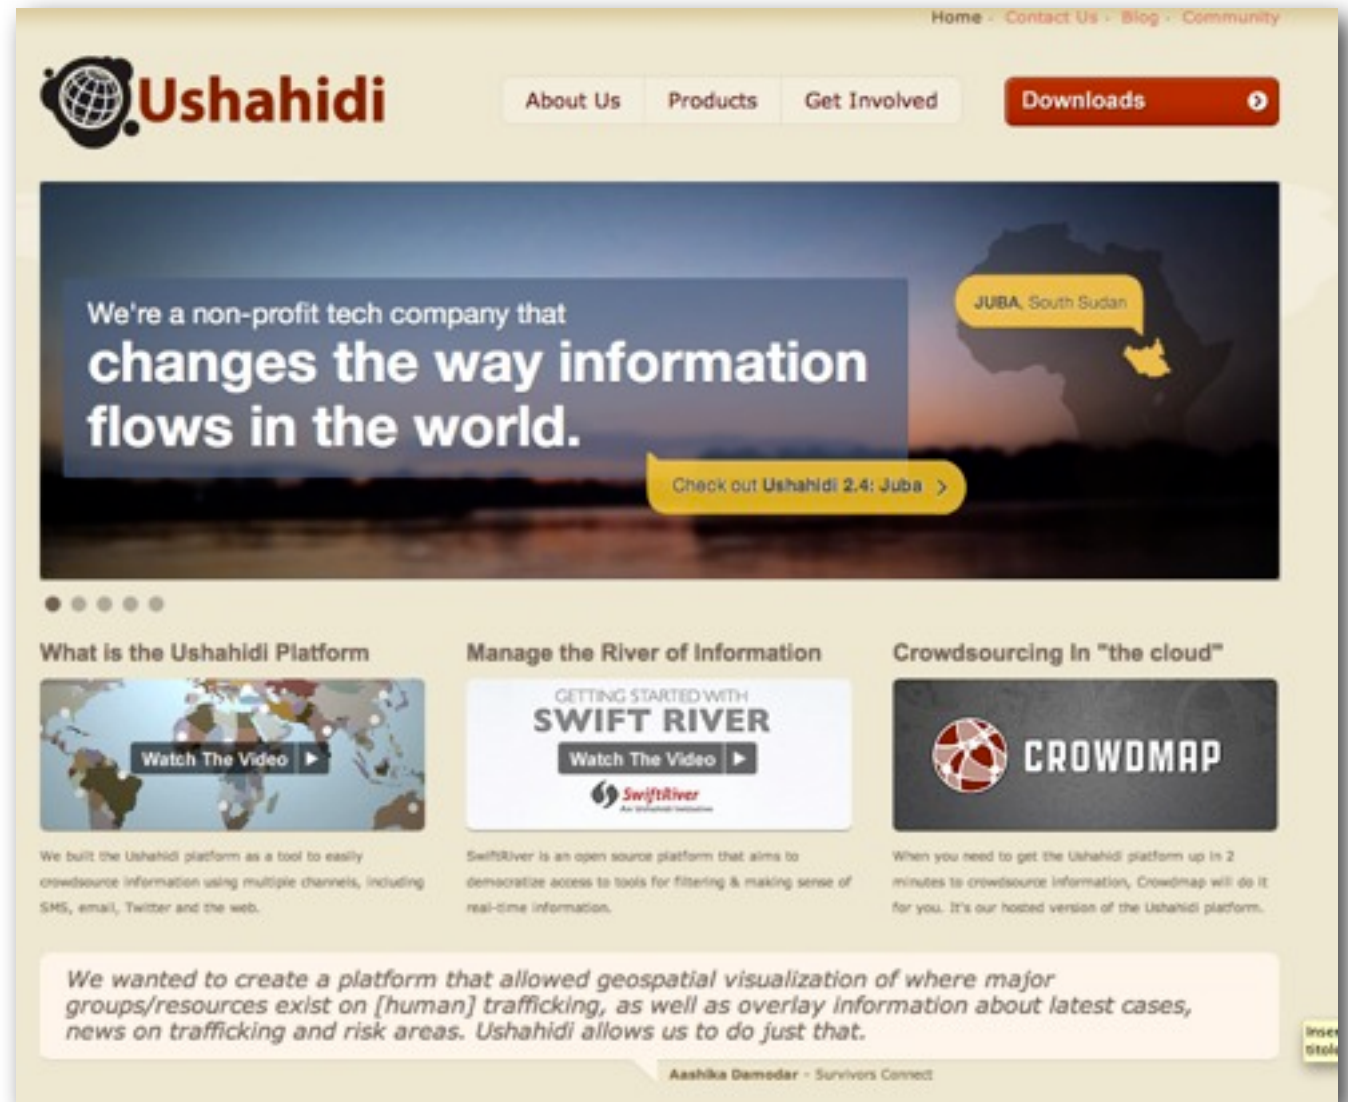 Home - Contact Us - Blog - Community
Ushahidi
About Us Products Get Involved Downloads
We're a non-profit tech company that
changes the way information
flows in the world.
JUBA, South Sudan
Check out Ushahidi 2.4: Juba
What is the Ushahidi Platform
Watch The Video
We built the Ushahidi platform as a tool to easily
crowdsource information using multiple channels, including
SMS, email, Twitter and the web.
Manage the River of Information
GETTING STARTED WITH
SWIFT RIVER
Watch The Video
SwiftRiver
An Ushahidi Initiative
SwiftRiver is an open source platform that aims to
democratize access to tools for filtering & making sense of
real-time information.
Crowdsourcing In "the cloud"
CROWDMAP
When you need to get the Ushahidi platform up in 2
minutes to crowdsource information, Crowdmap will do it
for you. It's our hosted version of the Ushahidi platform.
We wanted to create a platform that allowed geospatial visualization of where major
groups/resources exist on [human] trafficking, as well as overlay information about latest cases,
news on trafficking and risk areas. Ushahidi allows us to do just that.
Aashika Damodar - Survivors Connect